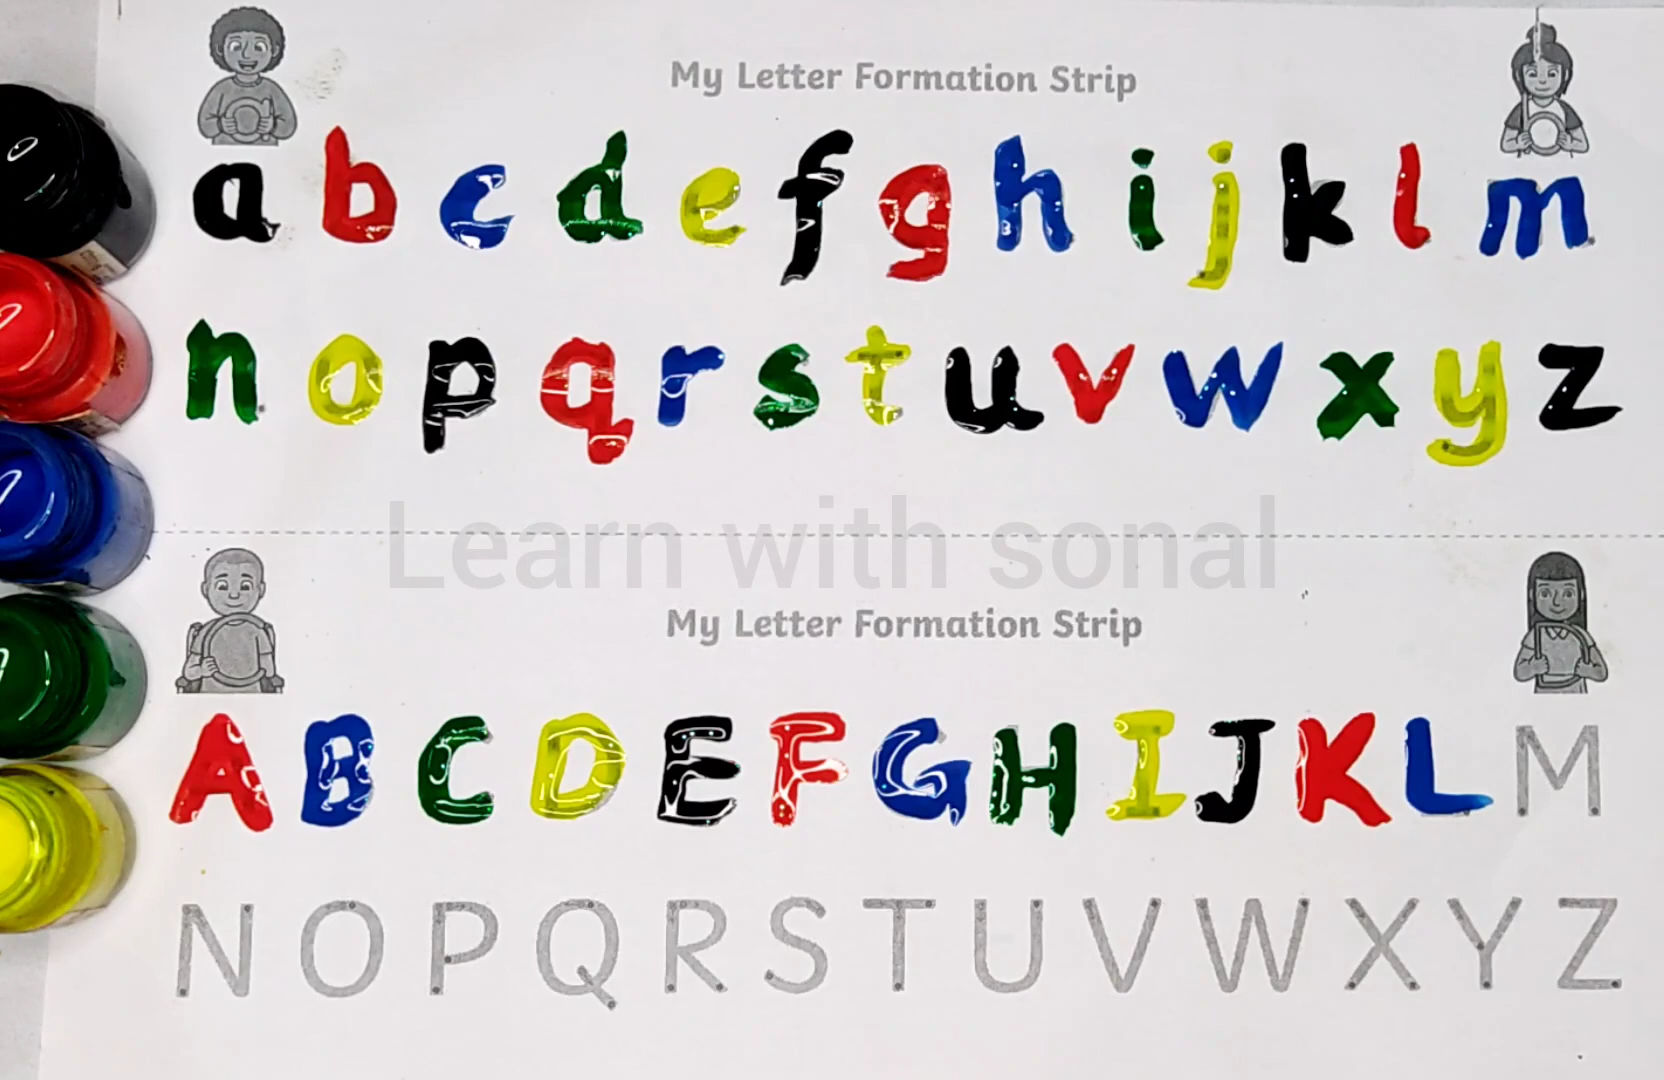 My Letter Formation Strip
a b c d e f g h i j k l m
n o p q r s t u v w x y z
Learn with sonal
My Letter Formation Strip
A B C D E F G H I J K L M
N O P Q R S T U V W X Y Z